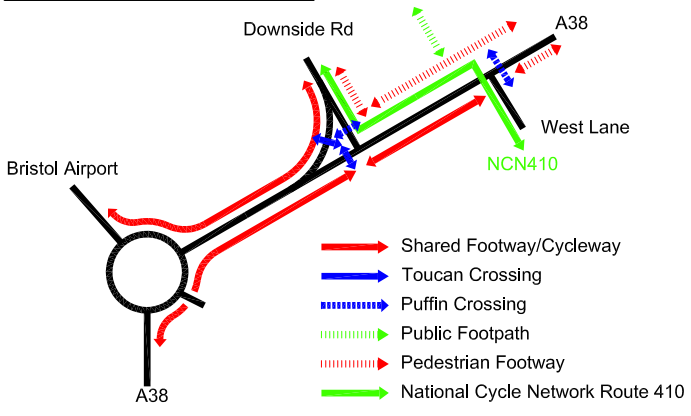 A38
Downside Rd
West Lane
NCN410
Bristol Airport
Shared Footway/Cycleway
Toucan Crossing
Puffin Crossing
Public Footpath
Pedestrian Footway
National Cycle Network Route 410
A38